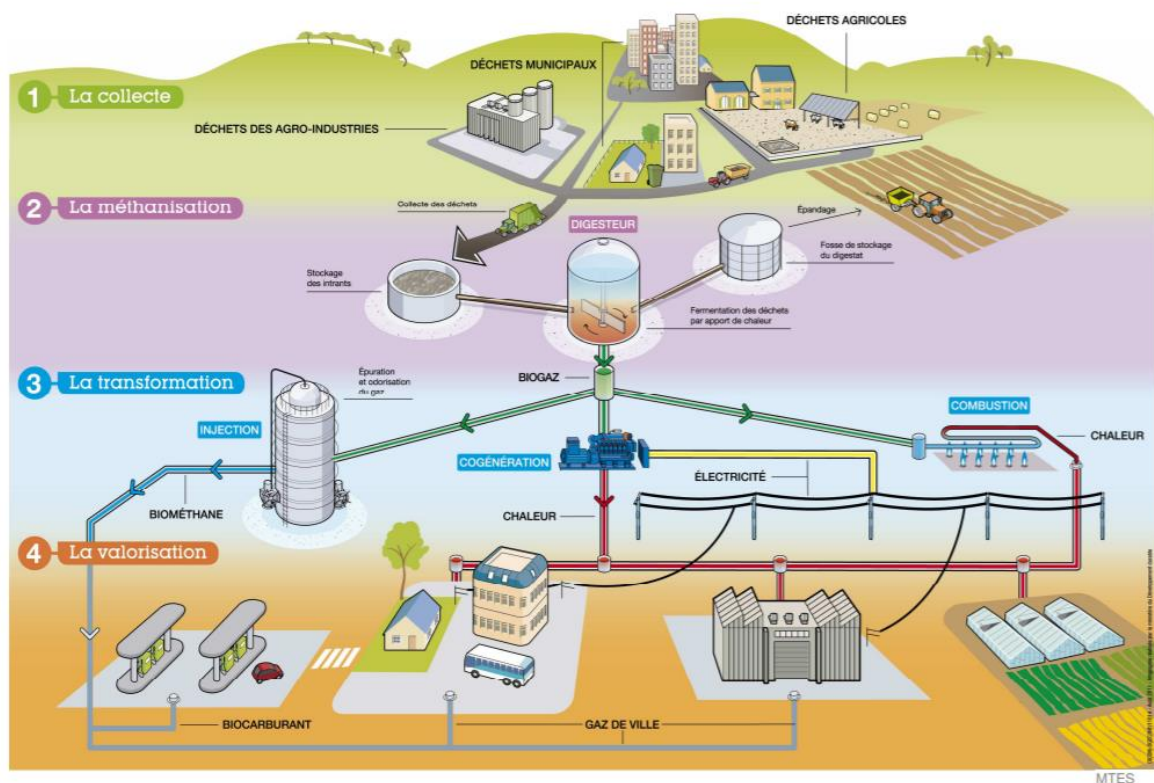 DÉCHETS AGRICOLES
DÉCHETS MUNICIPAUX
1 La collecte
DÉCHETS DES AGRO-INDUSTRIES
2 La méthanisation
Collecte des déchets
DIGESTEUR
Épandage
Fosse de stockage
du digestat
Stockage
des intrants
Fermentation des déchets
par apport de chaleur
3 La transformation
Épuration
et odorisation
du gaz
BIOGAZ
COMBUSTION
INJECTION
CHALEUR
COGÉNÉRATION
ÉLECTRICITÉ
BIOMÉTHANE
CHALEUR
4 La valorisation
BIOCARBURANT
GAZ DE VILLE
MTES